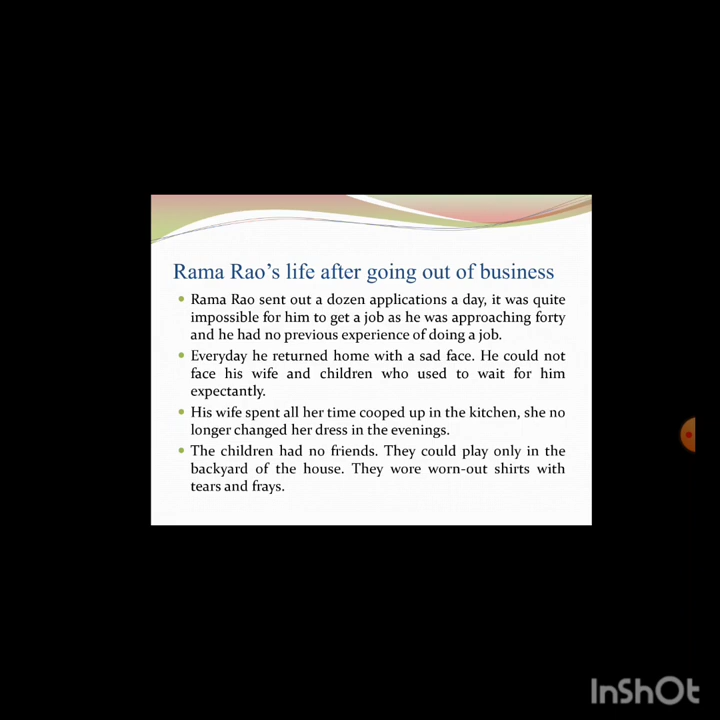 Rama Rao's life after going out of business
• Rama Rao sent out a dozen applications a day, it was quite
impossible for him to get a job as he was approaching forty
and he had no previous experience of doing a job.
• Everyday he returned home with a sad face. He could not
face his wife and children who used to wait for him
expectantly.
• His wife spent all her time cooped up in the kitchen, she no
longer changed her dress in the evenings.
• The children had no friends. They could play only in the
backyard of the house. They wore worn-out shirts with
tears and frays.
InShOt